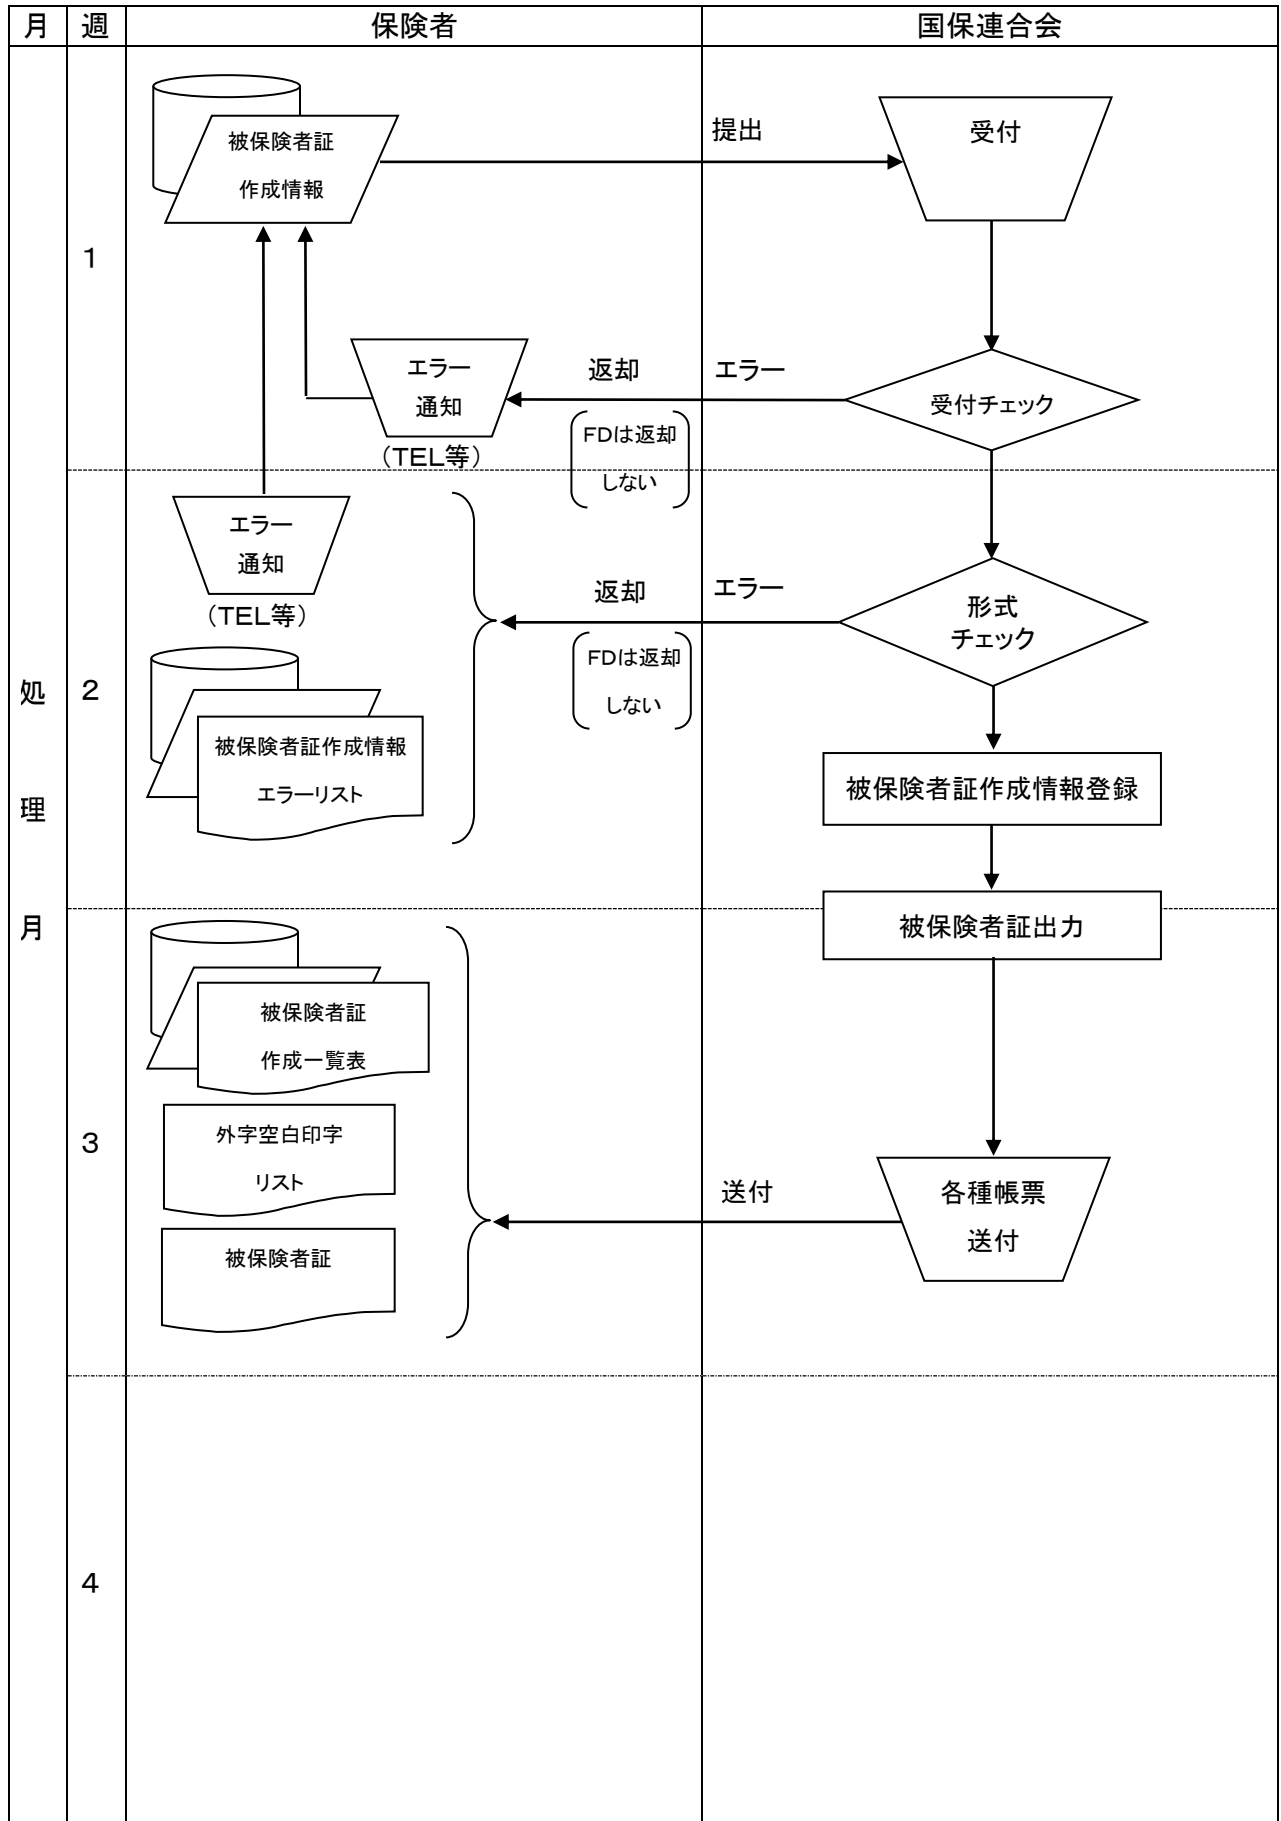 月 週 保険者 国保連合会
処
理
月
1
被保険者証
作成情報
提出
受付
エラー
通知
（TEL等）
返却
エラー
FDは返却
しない
受付チェック
2
エラー
通知
（TEL等）
返却
エラー
FDは返却
しない
形式
チェック
被保険者証作成情報
エラーリスト
被保険者証作成情報登録
被保険者証出力
3
被保険者証
作成一覧表
外字空白印字
リスト
被保険者証
送付
各種帳票
送付
4